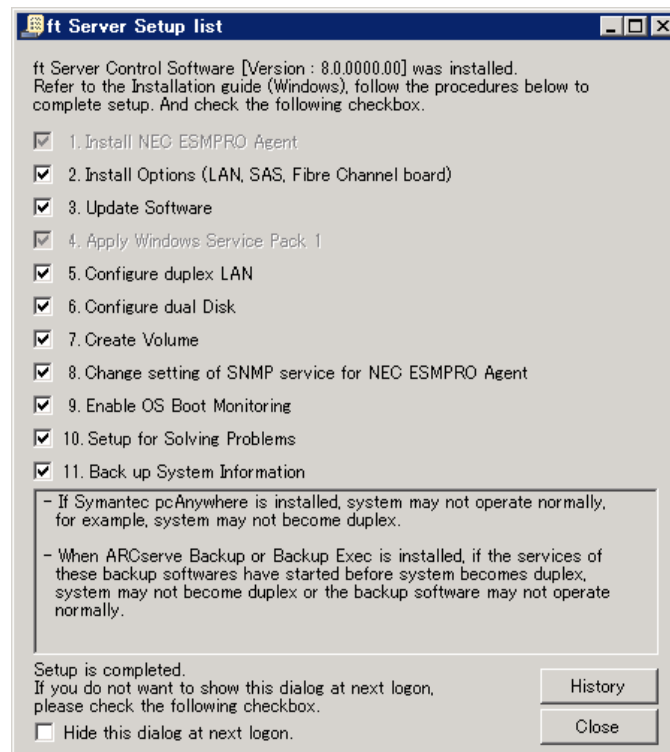 ft Server Setup list
ft Server Control Software [Version : 8.0.0000.00] was installed.
Refer to the Installation guide (Windows), follow the procedures below to
complete setup. And check the following checkbox.
1. Install NEC ESMPRO Agent
2. Install Options (LAN, SAS, Fibre Channel board)
3. Update Software
4. Apply Windows Service Pack 1
5. Configure duplex LAN
6. Configure dual Disk
7. Create Volume
8. Change setting of SNMP service for NEC ESMPRO Agent
9. Enable OS Boot Monitoring
10. Setup for Solving Problems
11. Back up System Information
- If Symantec pcAnywhere is installed, system may not operate normally,
for example, system may not become duplex.
- When ARCserve Backup or Backup Exec is installed, if the services of
these backup softwares have started before system becomes duplex,
system may not become duplex or the backup software may not operate
normally.
Setup is completed.
If you do not want to show this dialog at next logon,
please check the following checkbox.
Hide this dialog at next logon.
History
Close